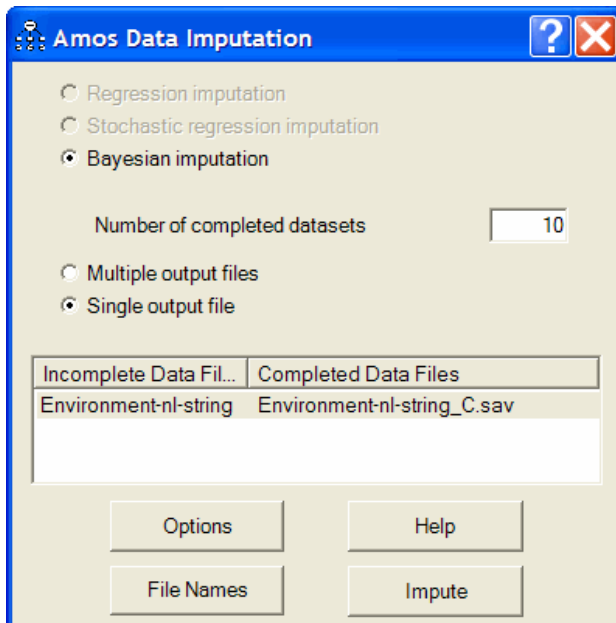 Amos Data Imputation
Regression imputation
Stochastic regression imputation
Bayesian imputation
Number of completed datasets 10
Multiple output files
Single output file
Incomplete Data Fil... Completed Data Files
Environment-nl-string Environment-nl-string_C.sav
Options Help
File Names Impute